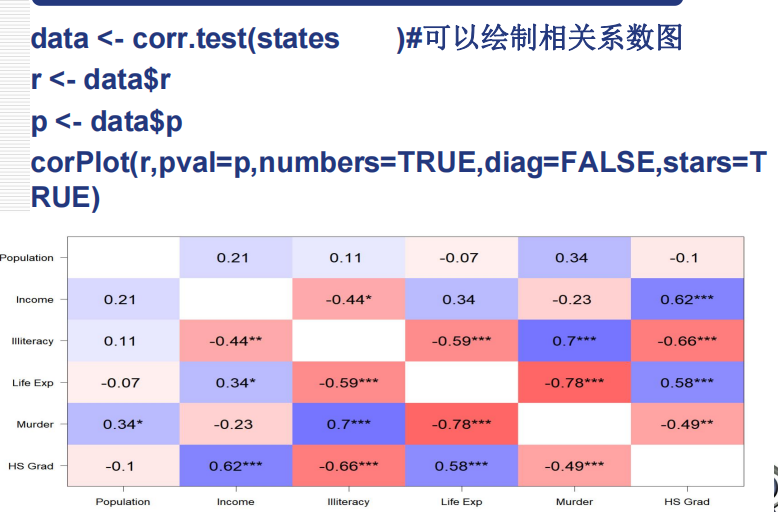 data <- corr.test(states )#可以绘制相关系数图
r <- data$r
p <- data$p
corPlot(r,pval=p,numbers=TRUE,diag=FALSE,stars=T
RUE)
Population 0.21 0.11 -0.07 0.34 -0.1
Income 0.21 -0.44* 0.34 -0.23 0.62***
Illiteracy 0.11 -0.44** -0.59*** 0.7*** -0.66***
Life Exp -0.07 0.34* -0.59*** -0.78*** 0.58***
Murder 0.34* -0.23 0.7*** -0.78*** -0.49**
HS Grad -0.1 0.62*** -0.66*** 0.58*** -0.49***
Population Income Illiteracy Life Exp Murder HS Grad